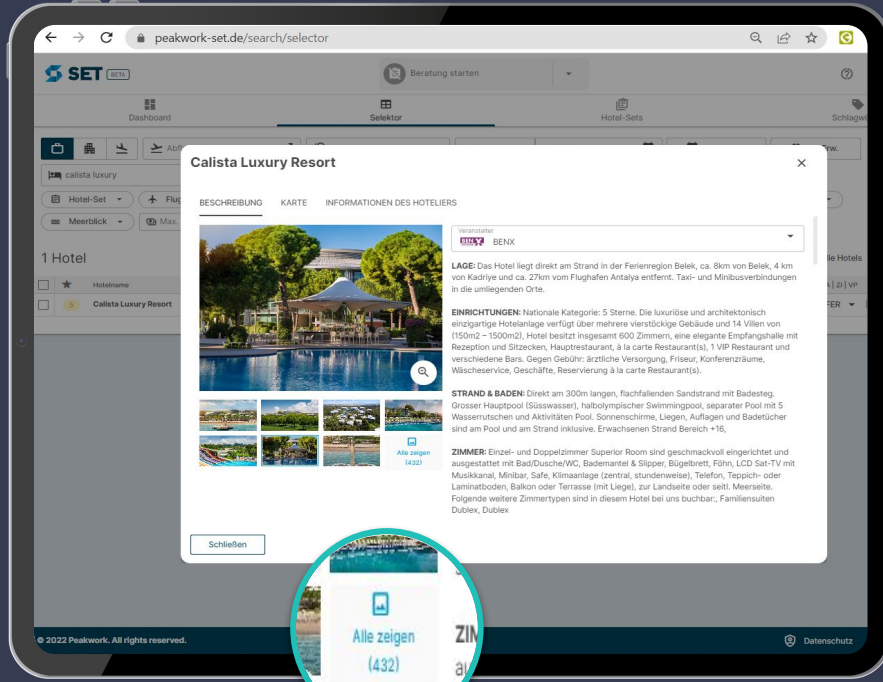 peakwork-set.de/search/selector
SET BETA
Beratung starten
Dashboard
Selektor
Hotel-Sets
calista luxury
Hotel-Set
Meerblick
Max.
1 Hotel
Hotelname
Calista Luxury Resort
Calista Luxury Resort
BESCHREIBUNG KARTE INFORMATIONEN DES HOTELIERS
Veranstalter
BENX
LAGE: Das Hotel liegt direkt am Strand in der Ferienregion Belek, ca. 8km von Belek, 4 km
von Kadriye und ca. 27km vom Flughafen Antalya entfernt. Taxi- und Minibusverbindungen
in die umliegenden Orte.
EINRICHTUNGEN: Nationale Kategorie: 5 Sterne. Die luxuriöse und architektonisch
einzigartige Hotelanlage verfügt über mehrere vierstöckige Gebäude und 14 Villen von
(150m2 – 1500m2), Hotel besitzt insgesamt 600 Zimmern, eine elegante Empfangshalle mit
Rezeption und Sitzecken, Hauptrestaurant, à la carte Restaurant(s), 1 VIP Restaurant und
verschiedene Bars. Gegen Gebühr: ärztliche Versorgung, Friseur, Konferenzräume,
Wäscheservice, Geschäfte, Reservierung à la carte Restaurant(s).
STRAND & BADEN: Direkt am 300m langen, flachfallenden Sandstrand mit Badesteg.
Grosser Hauptpool (Süsswasser), halbolympischer Swimmingpool, separater Pool mit 5
Wasserrutschen und Aktivitäten Pool. Sonnenschirme, Liegen, Auflagen und Badetücher
sind am Pool und am Strand inklusive. Erwachsenen Strand Bereich +16,
ZIMMER: Einzel- und Doppelzimmer Superior Room sind geschmackvoll eingerichtet und
ausgestattet mit Bad/Dusche/WC, Bademantel & Slipper, Bügelbrett, Föhn, LCD Sat-TV mit
Musikkanal, Minibar, Safe, Klimaanlage (zentral, stundenweise), Telefon, Teppich- oder
Laminatboden, Balkon oder Terrasse (mit Liege), zur Landseite oder seitl. Meerseite.
Folgende weitere Zimmertypen sind in diesem Hotel bei uns buchbar:, Familiensuiten
Dublex, Dublex
Alle zeigen
(432)
Schließen
Alle zeigen
(432)
© 2022 Peakwork. All rights reserved.
Datenschutz